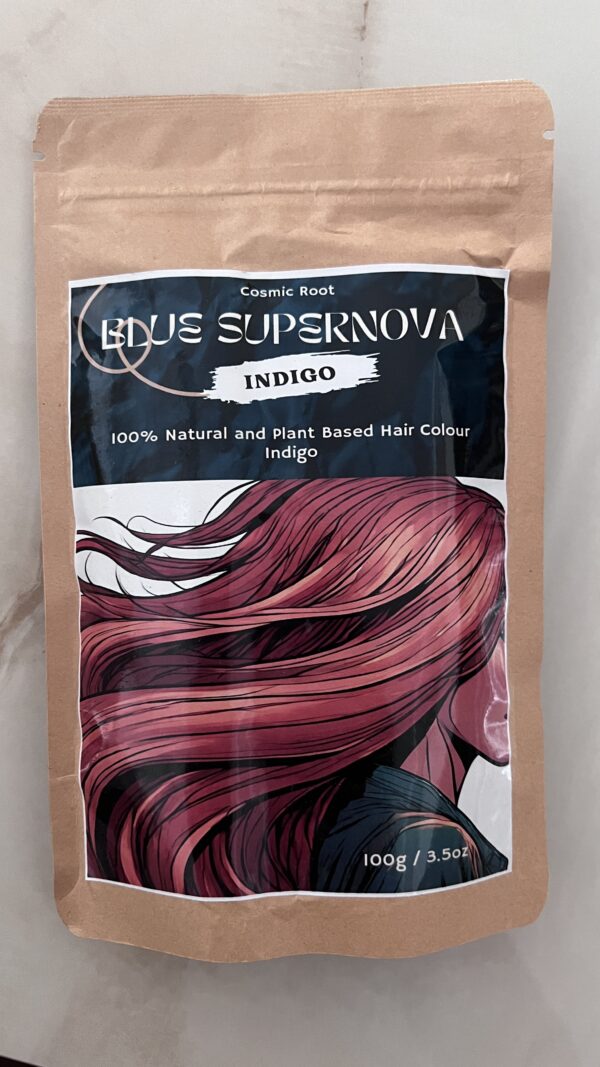 Cosmic Root
BLUE SUPERNOVA
INDIGO
100% Natural and Plant Based Hair Colour
Indigo
100g / 3.5oz